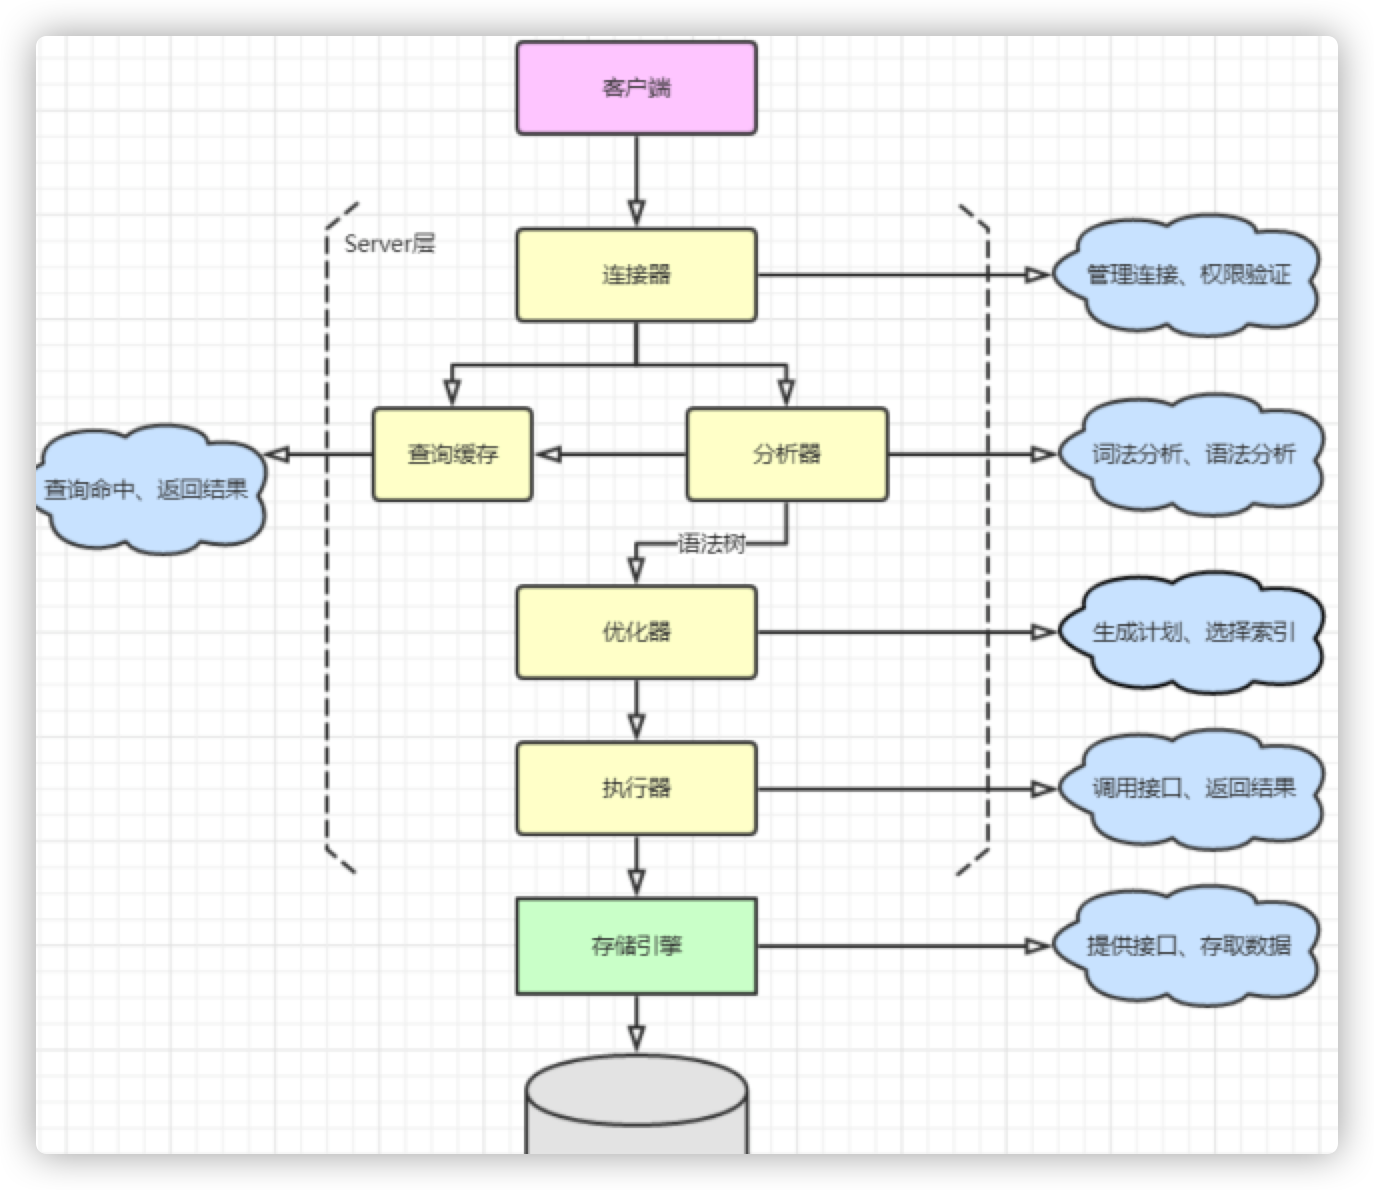 客户端
Server层
连接器
管理连接、权限验证
查询缓存
分析器
词法分析、语法分析
查询命中、返回结果
语法树
优化器
生成计划、选择索引
执行器
调用接口、返回结果
存储引擎
提供接口、存取数据